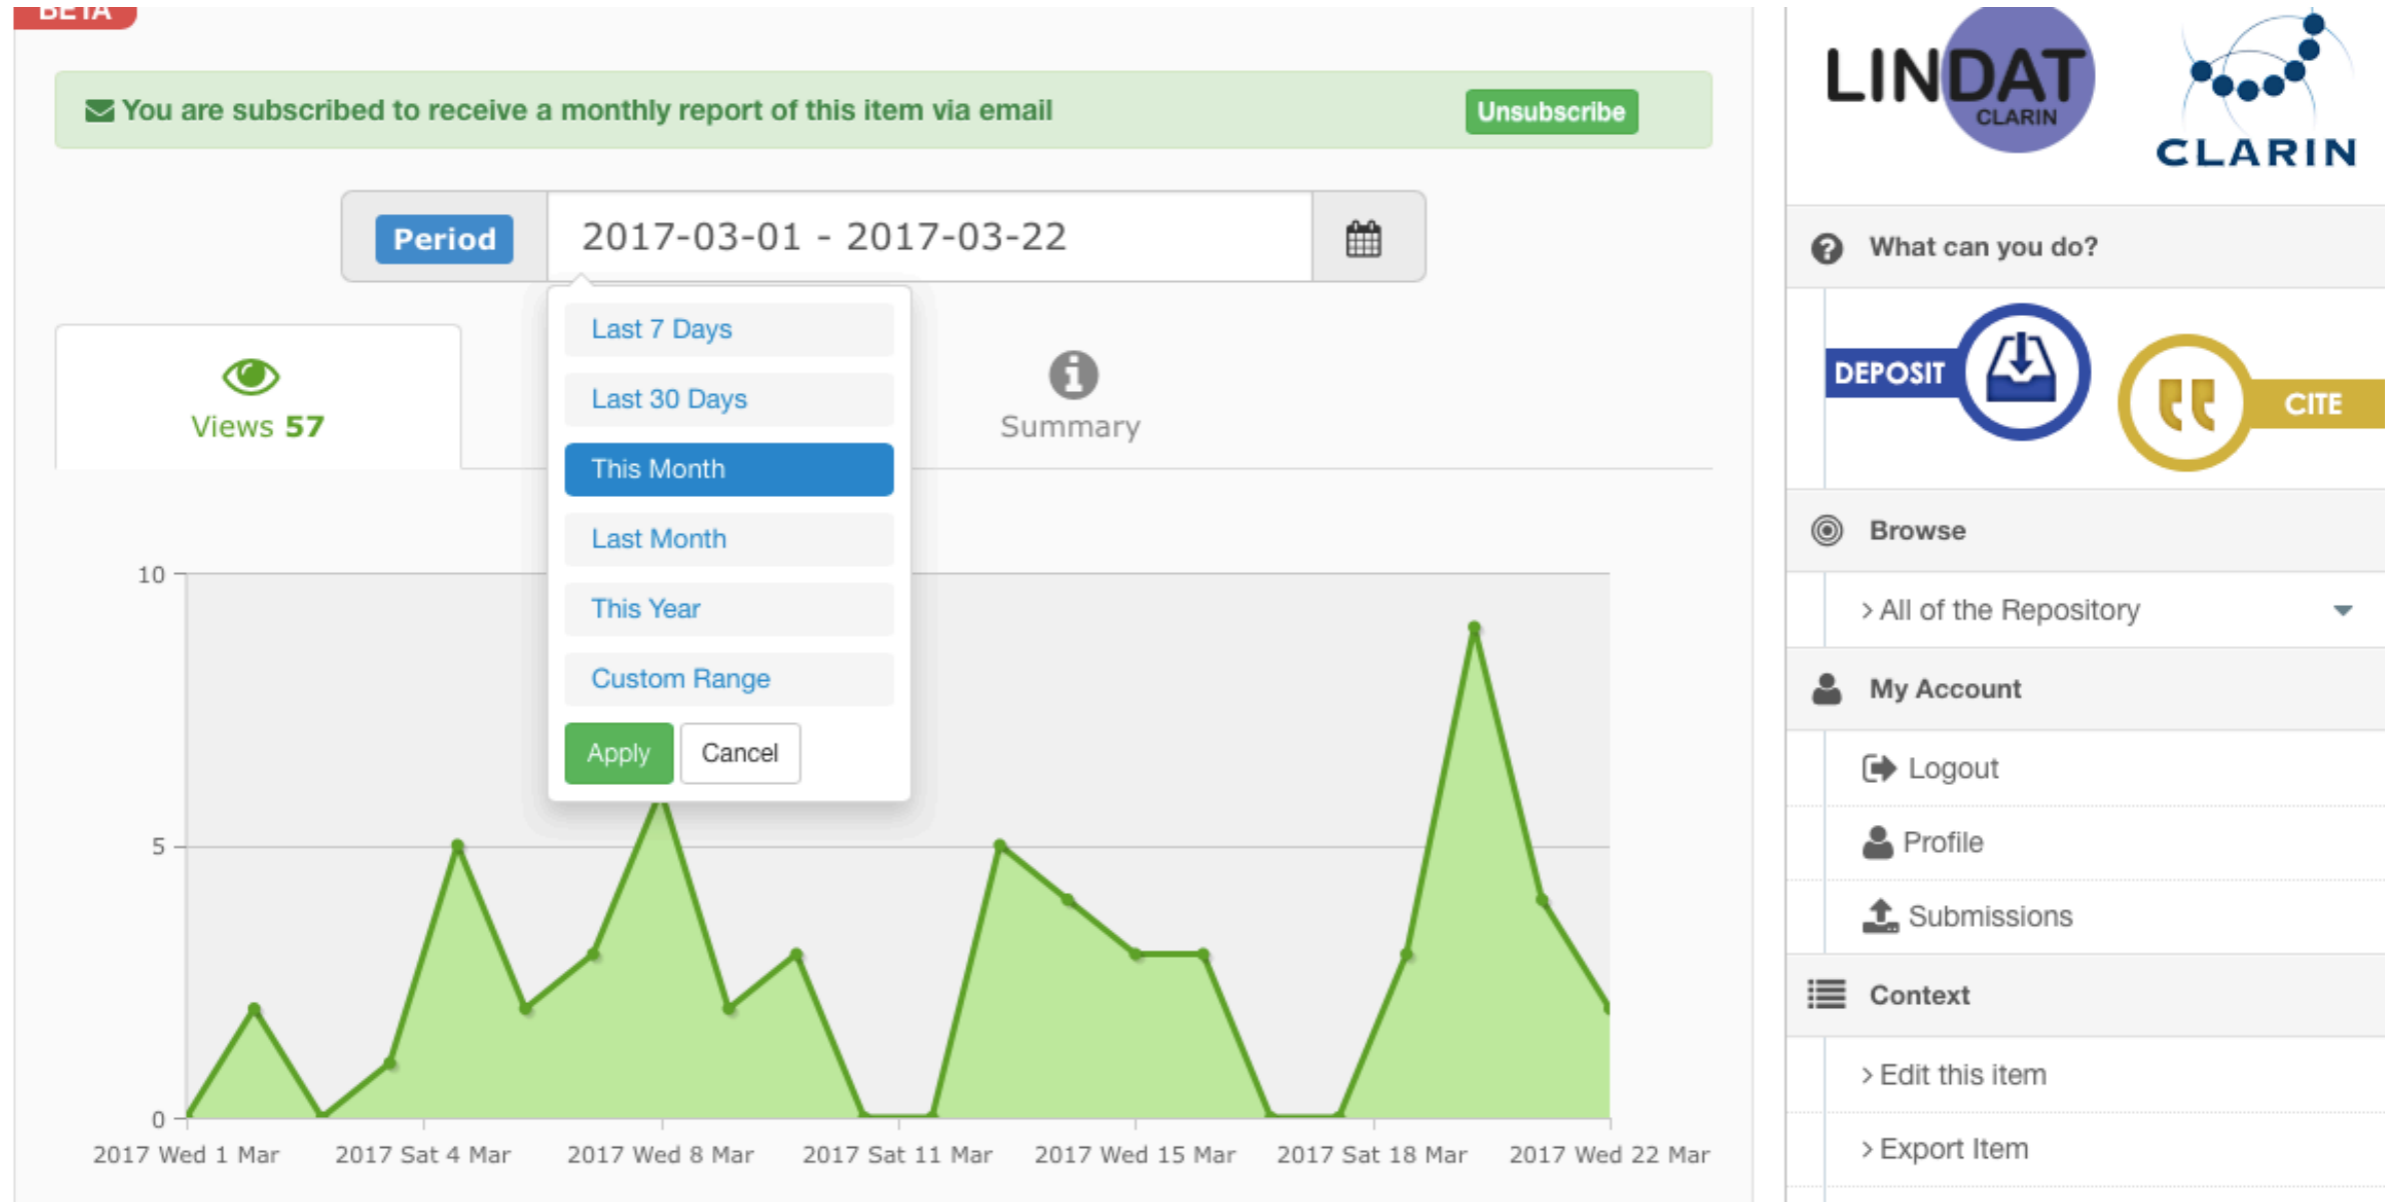 BETA
You are subscribed to receive a monthly report of this item via email
Unsubscribe
Period
2017-03-01 - 2017-03-22
Last 7 Days
Last 30 Days
This Month
Last Month
This Year
Custom Range
Apply
Cancel
Views 57
Summary
10
5
0
2017 Wed 1 Mar
2017 Sat 4 Mar
2017 Wed 8 Mar
2017 Sat 11 Mar
2017 Wed 15 Mar
2017 Sat 18 Mar
2017 Wed 22 Mar
LINDAT
CLARIN
CLARIN
What can you do?
DEPOSIT
CITE
Browse
> All of the Repository
My Account
Logout
Profile
Submissions
Context
> Edit this item
> Export Item